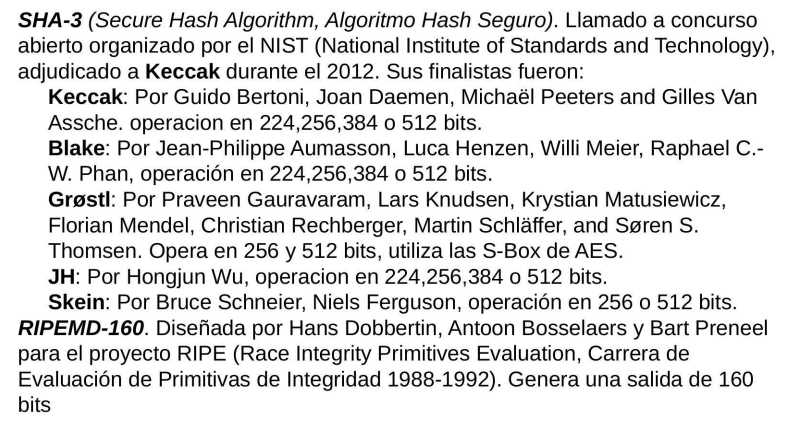 SHA-3 (Secure Hash Algorithm, Algoritmo Hash Seguro). Llamado a concurso
abierto organizado por el NIST (National Institute of Standards and Technology),
adjudicado a Keccak durante el 2012. Sus finalistas fueron:
Keccak: Por Guido Bertoni, Joan Daemen, Michaël Peeters and Gilles Van
Assche. operacion en 224,256,384 o 512 bits.
Blake: Por Jean-Philippe Aumasson, Luca Henzen, Willi Meier, Raphael C.-
W. Phan, operación en 224,256,384 o 512 bits.
Grøstl: Por Praveen Gauravaram, Lars Knudsen, Krystian Matusiewicz,
Florian Mendel, Christian Rechberger, Martin Schläffer, and Søren S.
Thomsen. Opera en 256 y 512 bits, utiliza las S-Box de AES.
JH: Por Hongjun Wu, operacion en 224,256,384 o 512 bits.
Skein: Por Bruce Schneier, Niels Ferguson, operación en 256 o 512 bits.
RIPEMD-160. Diseñada por Hans Dobbertin, Antoon Bosselaers y Bart Preneel
para el proyecto RIPE (Race Integrity Primitives Evaluation, Carrera de
Evaluación de Primitivas de Integridad 1988-1992). Genera una salida de 160
bits